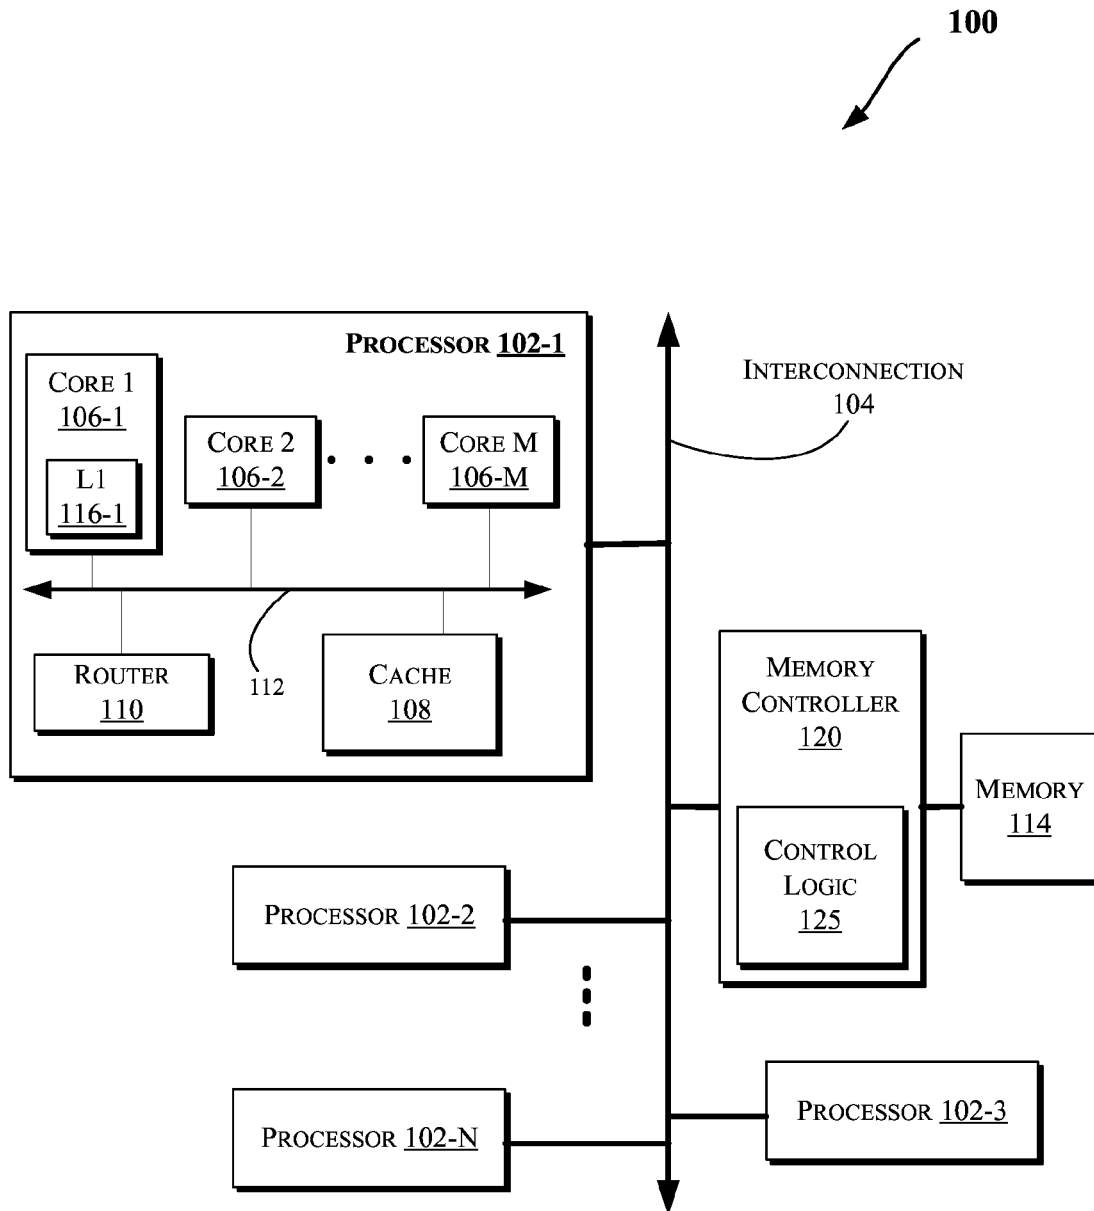 100
PROCESSOR 102-1
CORE 1
106-1
L1
116-1
CORE 2
106-2
CORE M
106-M
ROUTER
110
112
CACHE
108
INTERCONNECTION
104
MEMORY
CONTROLLER
120
CONTROL
LOGIC
125
MEMORY
114
PROCESSOR 102-2
PROCESSOR 102-N
PROCESSOR 102-3